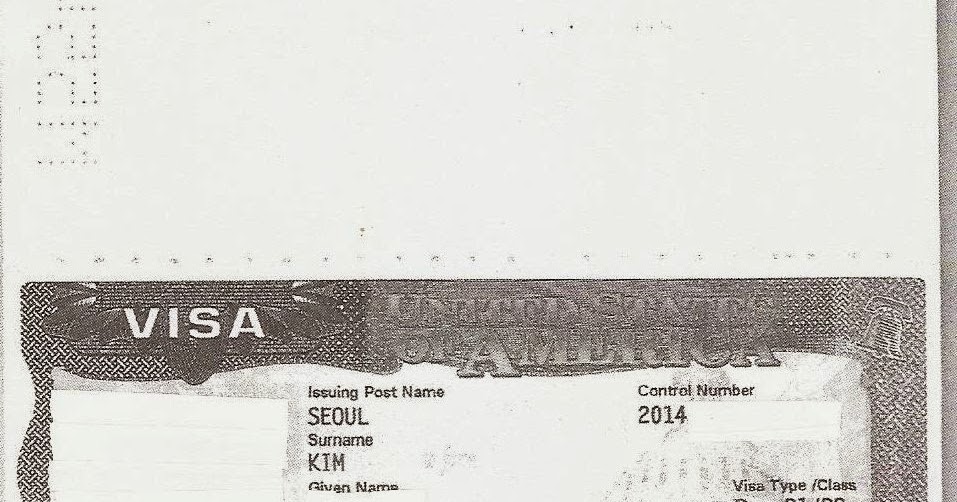 VISA
UNITED STATES
OF AMERICA
Issuing Post Name
SEOUL
Control Number
2014
Surname
KIM
Given Name
Visa Type /Class